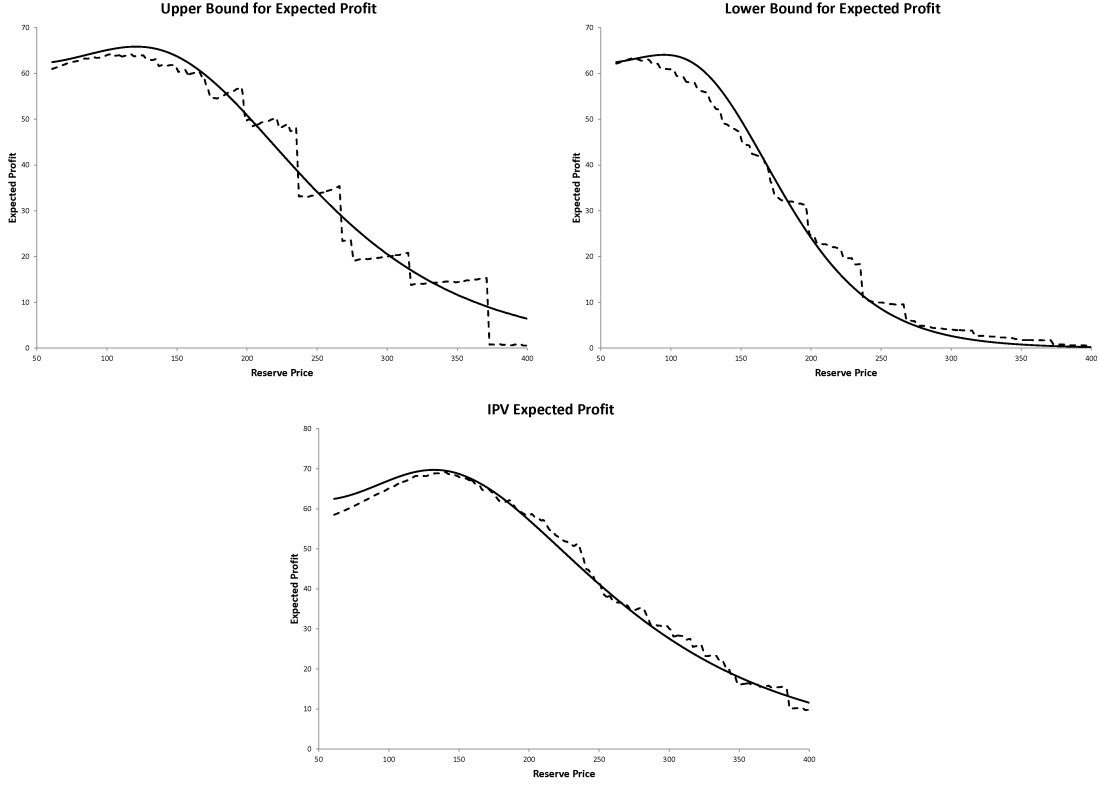 Upper Bound for Expected Profit
70
60
50
40
30
20
10
0
Expected Profit
50 100 150 200 250 300 350 400
Reserve Price
Lower Bound for Expected Profit
70
60
50
40
30
20
10
0
Expected Profit
50 100 150 200 250 300 350 400
Reserve Price
IPV Expected Profit
80
70
60
50
40
30
20
10
0
Expected Profit
50 100 150 200 250 300 350 400
Reserve Price